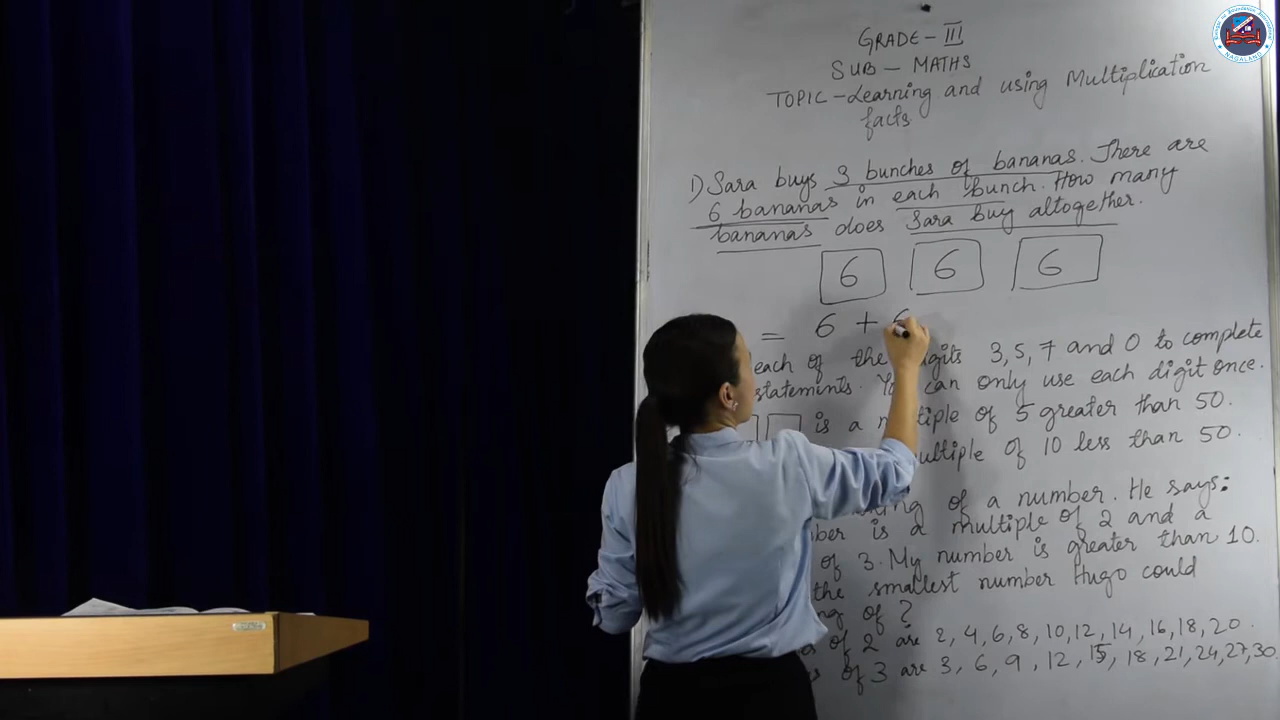 GRADE - III
SUB - MATHS
TOPIC - Learning and using Multiplication
facts
1) Sara buys 3 bunches of bananas. There are
6 bananas in each bunch. How many
bananas does Sara buy altogether.
6 6 6
= 6 + 6
each of the digits 3, 5, 7 and 0 to complete
statements. You can only use each digit once.
is a multiple of 5 greater than 50.
multiple of 10 less than 50.
of a number. He says:
is a multiple of 2 and a
of 3. My number is greater than 10.
the smallest number Hugo could
of ?
of 2 are 2, 4, 6, 8, 10, 12, 14, 16, 18, 20.
of 3 are 3, 6, 9, 12, 15, 18, 21, 24, 27, 30
NAGALAND